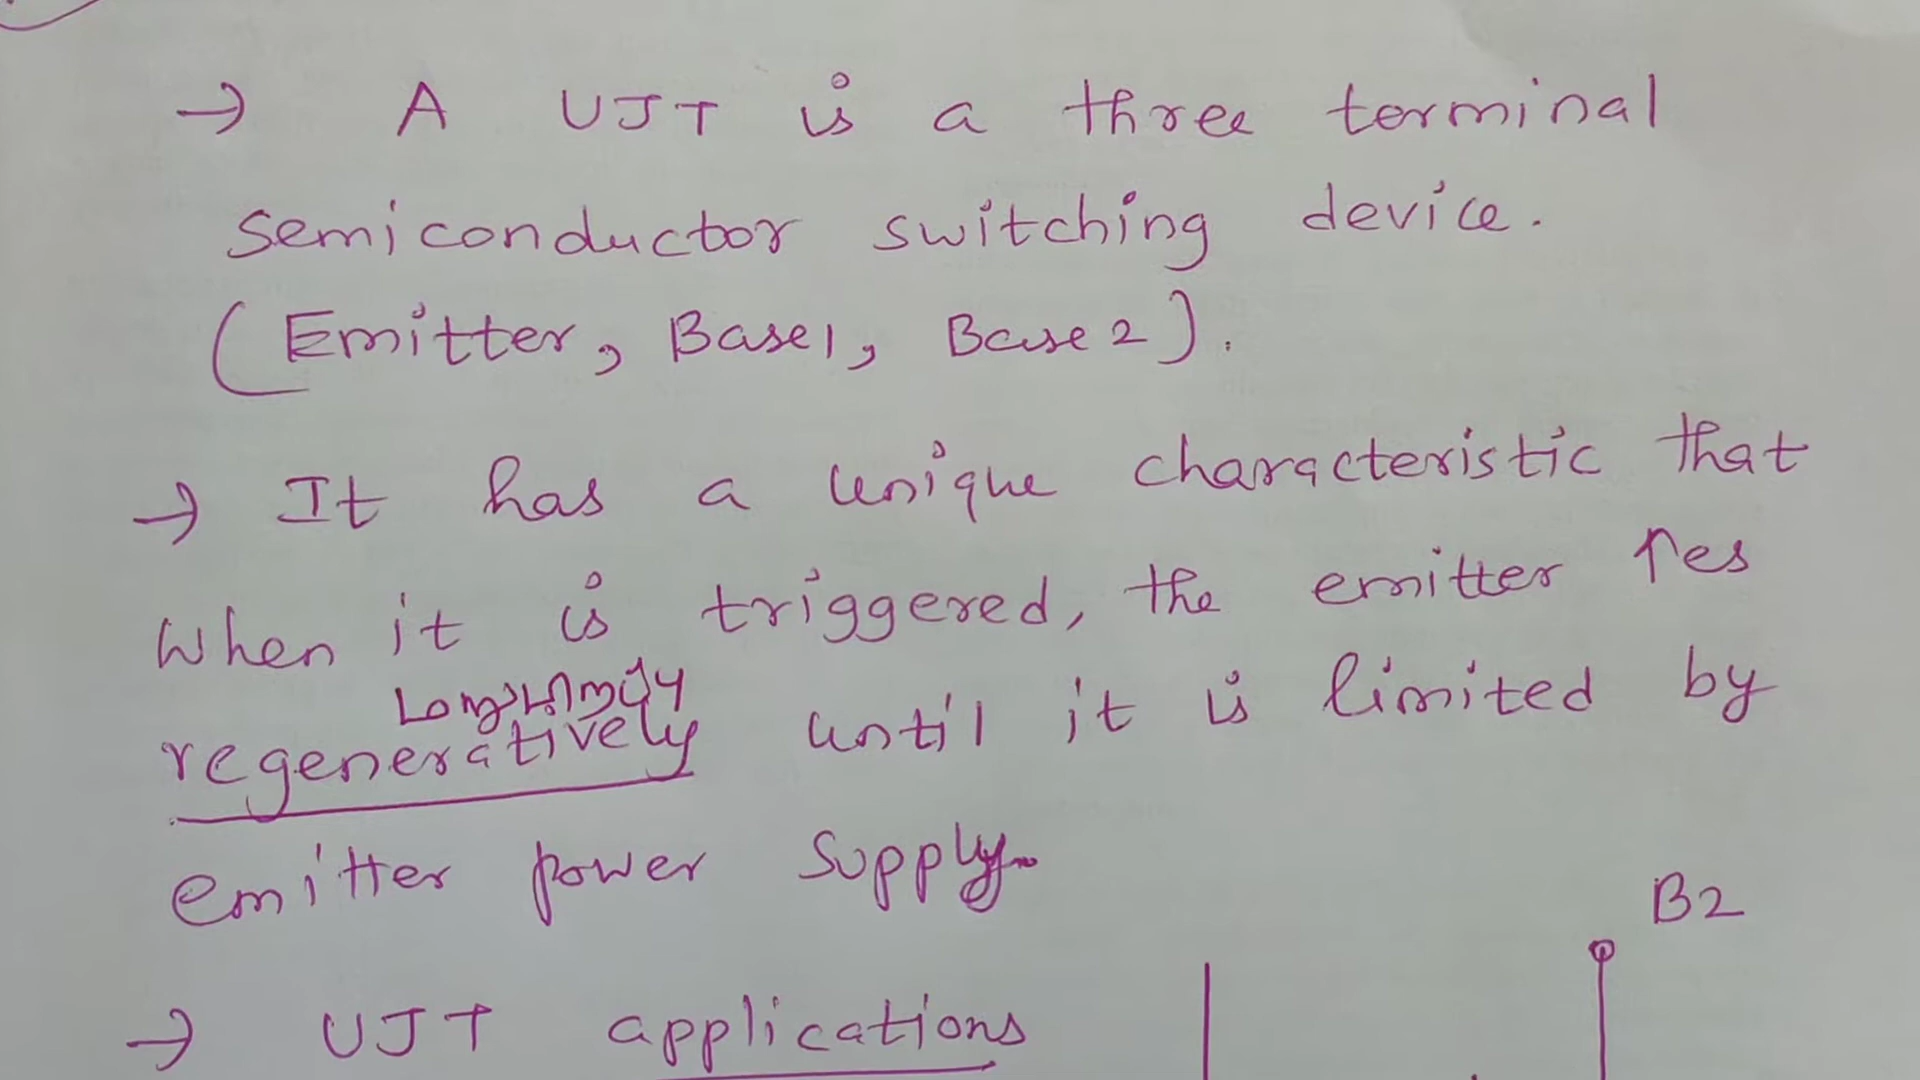 → A UJT is a three terminal
semiconductor switching device.
(Emitter, Base1, Base2).
→ It has a unique characteristic that
when it is triggered, the emitter ↑es
regeneratively until it is limited by
emitter power supply.
B2
→ UJT applications